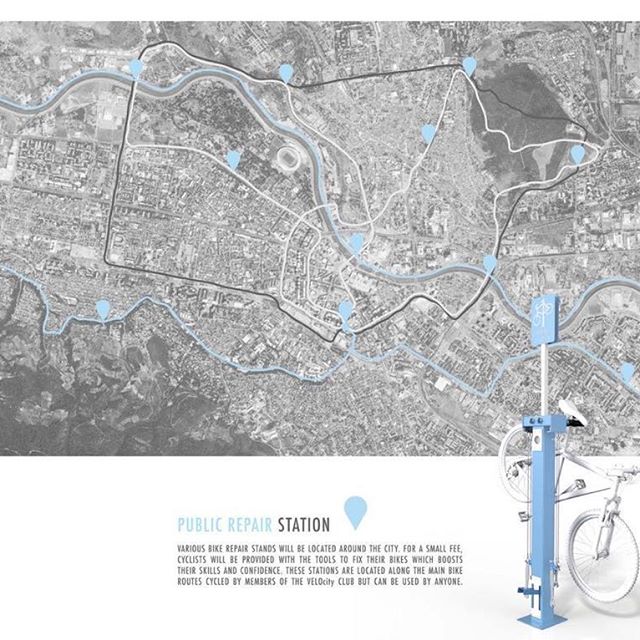 PUBLIC REPAIR STATION
VARIOUS BIKE REPAIR STANDS WILL BE LOCATED AROUND THE CITY. FOR A SMALL FEE,
CYCLISTS WILL BE PROVIDED WITH THE TOOLS TO FIX THEIR BIKES WHICH BOOSTS
THEIR SKILLS AND CONFIDENCE. THESE STATIONS ARE LOCATED ALONG THE MAIN BIKE
ROUTES CYCLED BY MEMBERS OF THE VELOcity CLUB BUT CAN BE USED BY ANYONE.